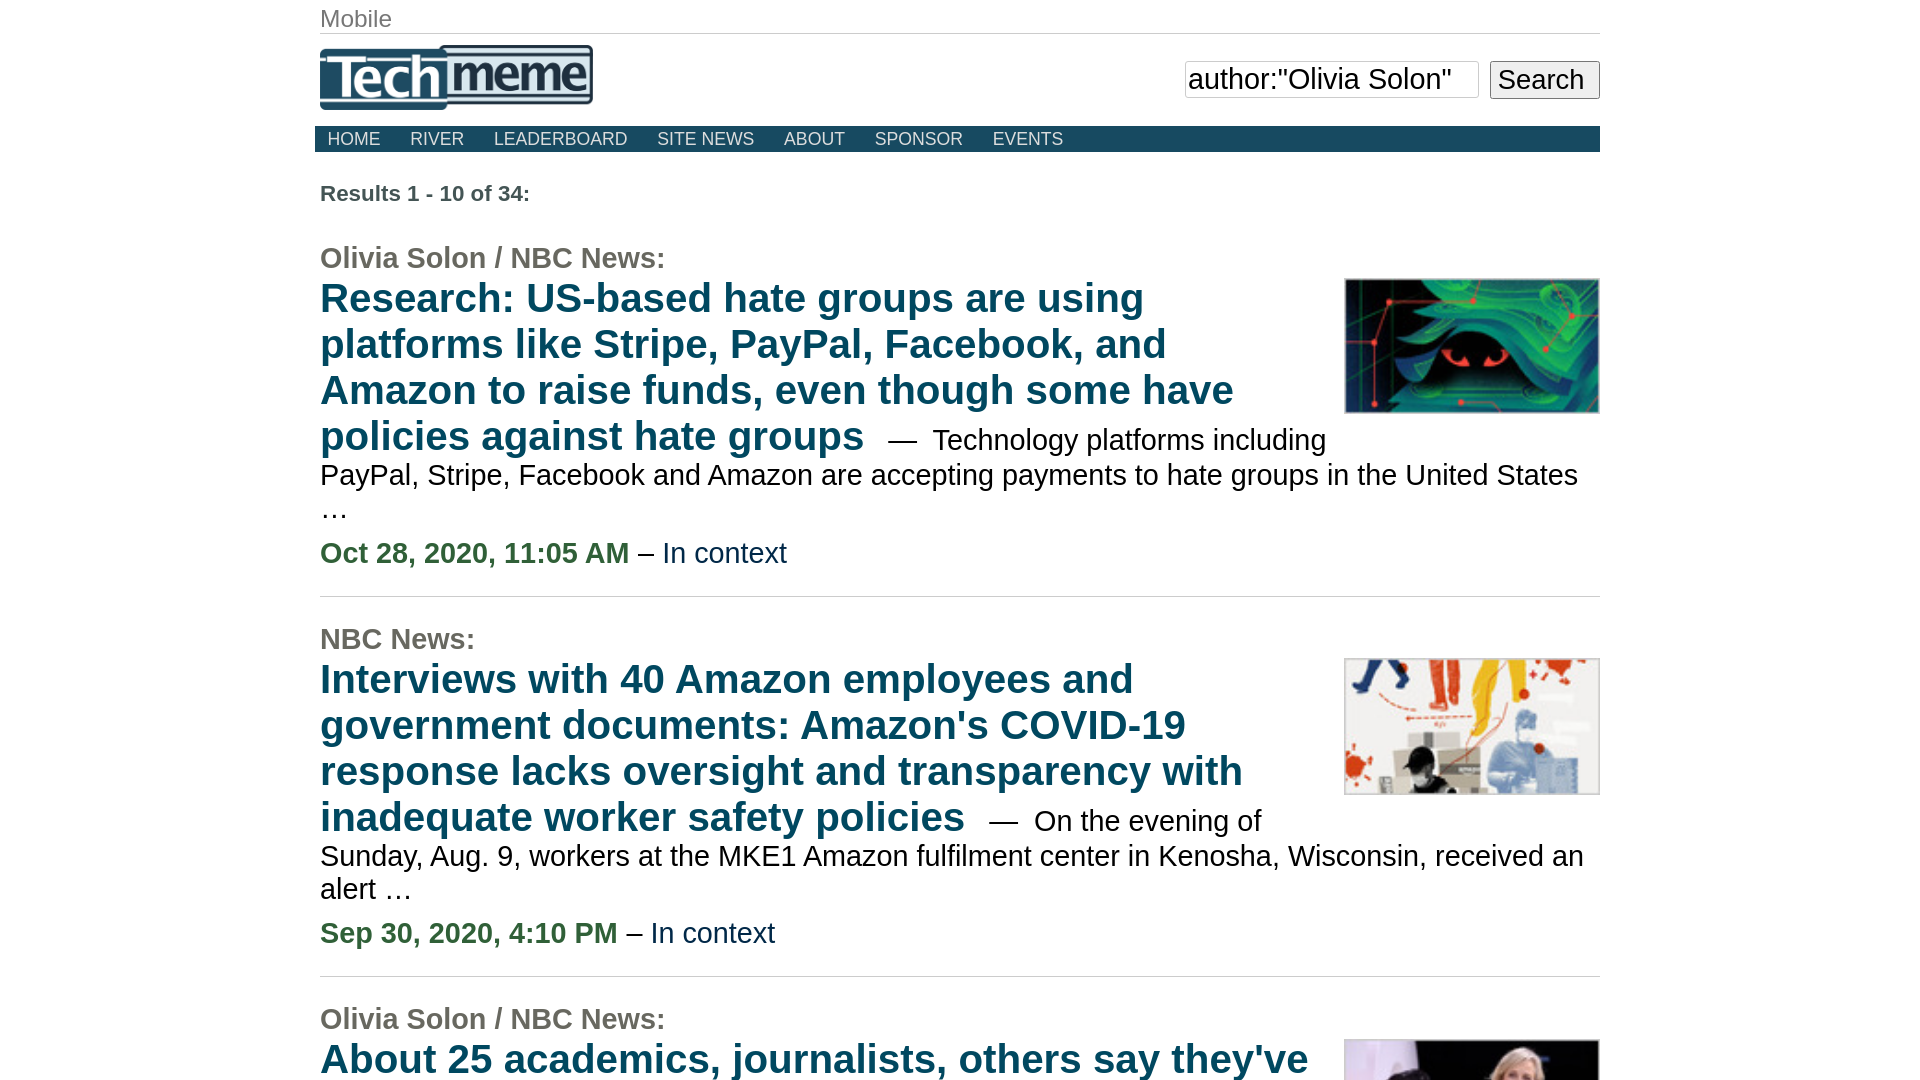 Mobile
Tech meme
author:"Olivia Solon" Search
HOME RIVER LEADERBOARD SITE NEWS ABOUT SPONSOR EVENTS
Results 1 - 10 of 34:
Olivia Solon / NBC News:
Research: US-based hate groups are using
platforms like Stripe, PayPal, Facebook, and
Amazon to raise funds, even though some have
policies against hate groups — Technology platforms including
PayPal, Stripe, Facebook and Amazon are accepting payments to hate groups in the United States
…
Oct 28, 2020, 11:05 AM – In context
NBC News:
Interviews with 40 Amazon employees and
government documents: Amazon's COVID-19
response lacks oversight and transparency with
inadequate worker safety policies — On the evening of
Sunday, Aug. 9, workers at the MKE1 Amazon fulfilment center in Kenosha, Wisconsin, received an
alert …
Sep 30, 2020, 4:10 PM – In context
Olivia Solon / NBC News:
About 25 academics, journalists, others say they've